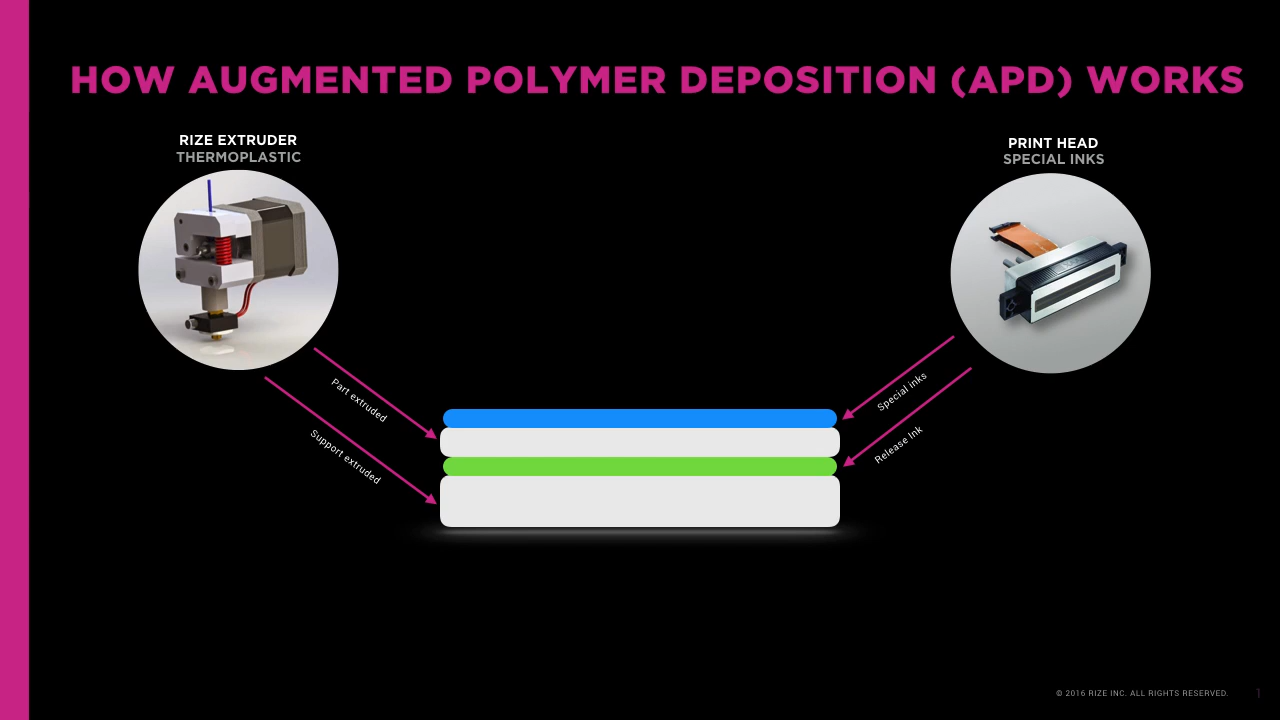 HOW AUGMENTED POLYMER DEPOSITION (APD) WORKS
RIZE EXTRUDER
THERMOPLASTIC
PRINT HEAD
SPECIAL INKS
Part extruded
Support extruded
Special inks
Release Ink
© 2016 RIZE INC. ALL RIGHTS RESERVED.
1